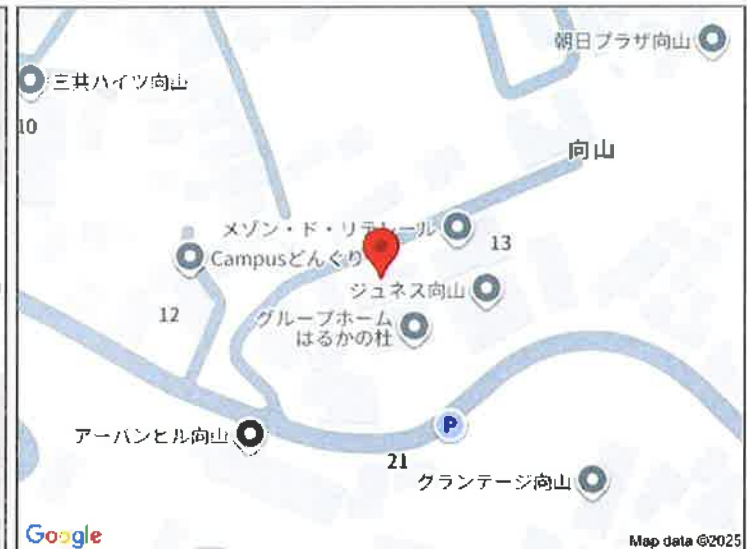 朝日プラザ向山
三共ハイツ向山
10
向山
メゾン・ド・リテレール
13
Campusどんぐり
ジュネス向山
12
グループホーム
はるかの杜
P
アーバンヒル向山
21
グランテージ向山
Google
Map data ©2025